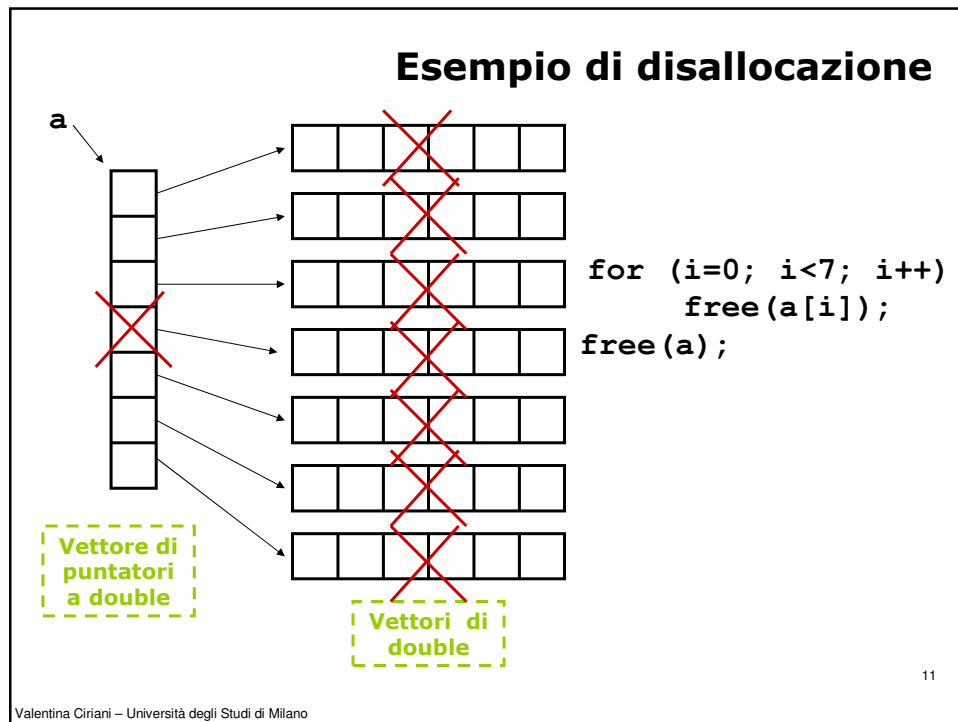 Esempio di disallocazione
a
for (i=0; i<7; i++)
free(a[i]);
free(a);
Vettore di
puntatori
a double
Vettori di
double
11
Valentina Ciriani – Università degli Studi di Milano